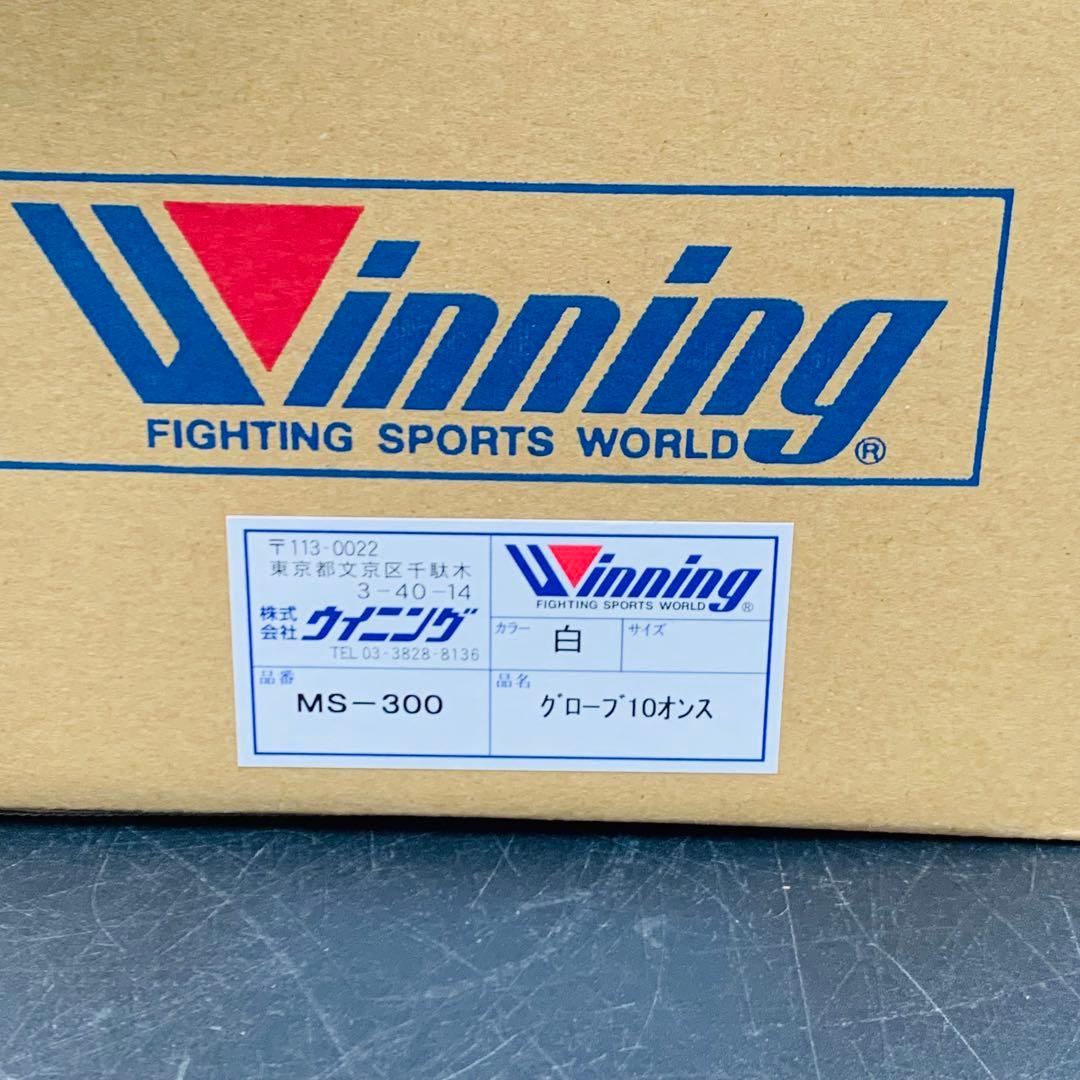 Winning
FIGHTING SPORTS WORLD®
〒113-0022
東京都文京区千駄木
3-40-14
株式会社 ウイニング
TEL 03-3828-8136
Winning
FIGHTING SPORTS WORLD®
カラー 白 サイズ
品番
MS-300
品名
グローブ10オンス